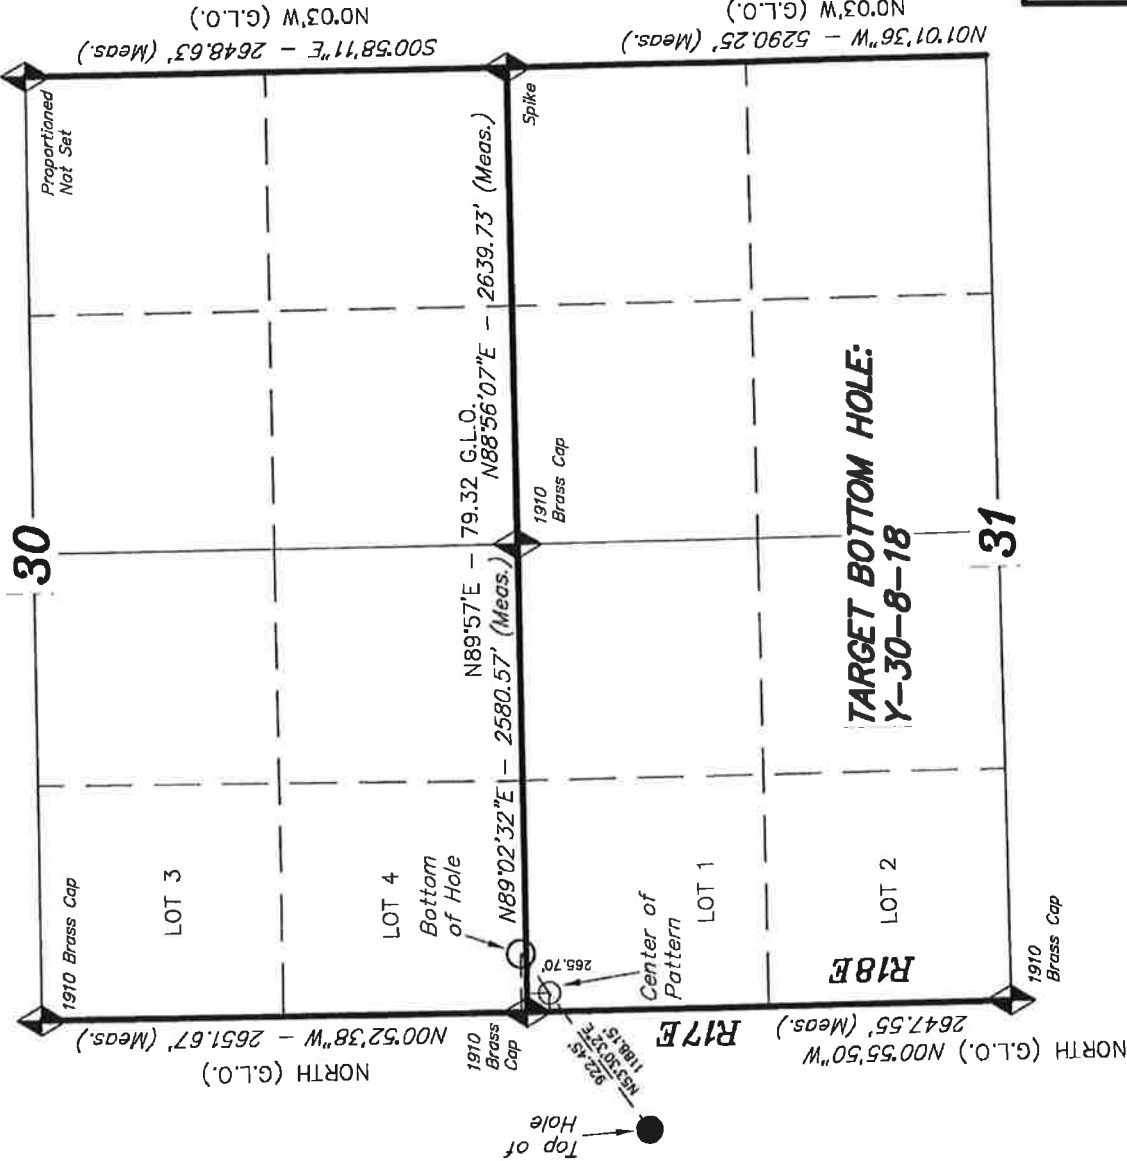 N0°03'W (G.L.O.)
S00°58'11"E - 2648.63' (Meas.)
N0°03'W (G.L.O.)
N01°01'36"W - 5290.25' (Meas.)
Proportioned
Not Set
Spike
30
N89°57'E - 79.32 G.L.O.
N88°56'07"E - 2639.73' (Meas.)
1910
Brass Cap
N89°02'32"E - 2580.57' (Meas.)
TARGET BOTTOM HOLE:
Y-30-8-18
31
1910 Brass Cap
LOT 3
LOT 4
Bottom
of Hole
265.70'
Center of
Pattern
LOT 1
LOT 2
R18E
R17E
1910
Brass Cap
N00°52'38"W - 2651.67' (Meas.)
NORTH (G.L.O.)
1910
Brass
Cap
922.45'
N53°30'12"E
1188.15'
NORTH (G.L.O.) N00°55'50"W
2647.55' (Meas.)
Top of
Hole